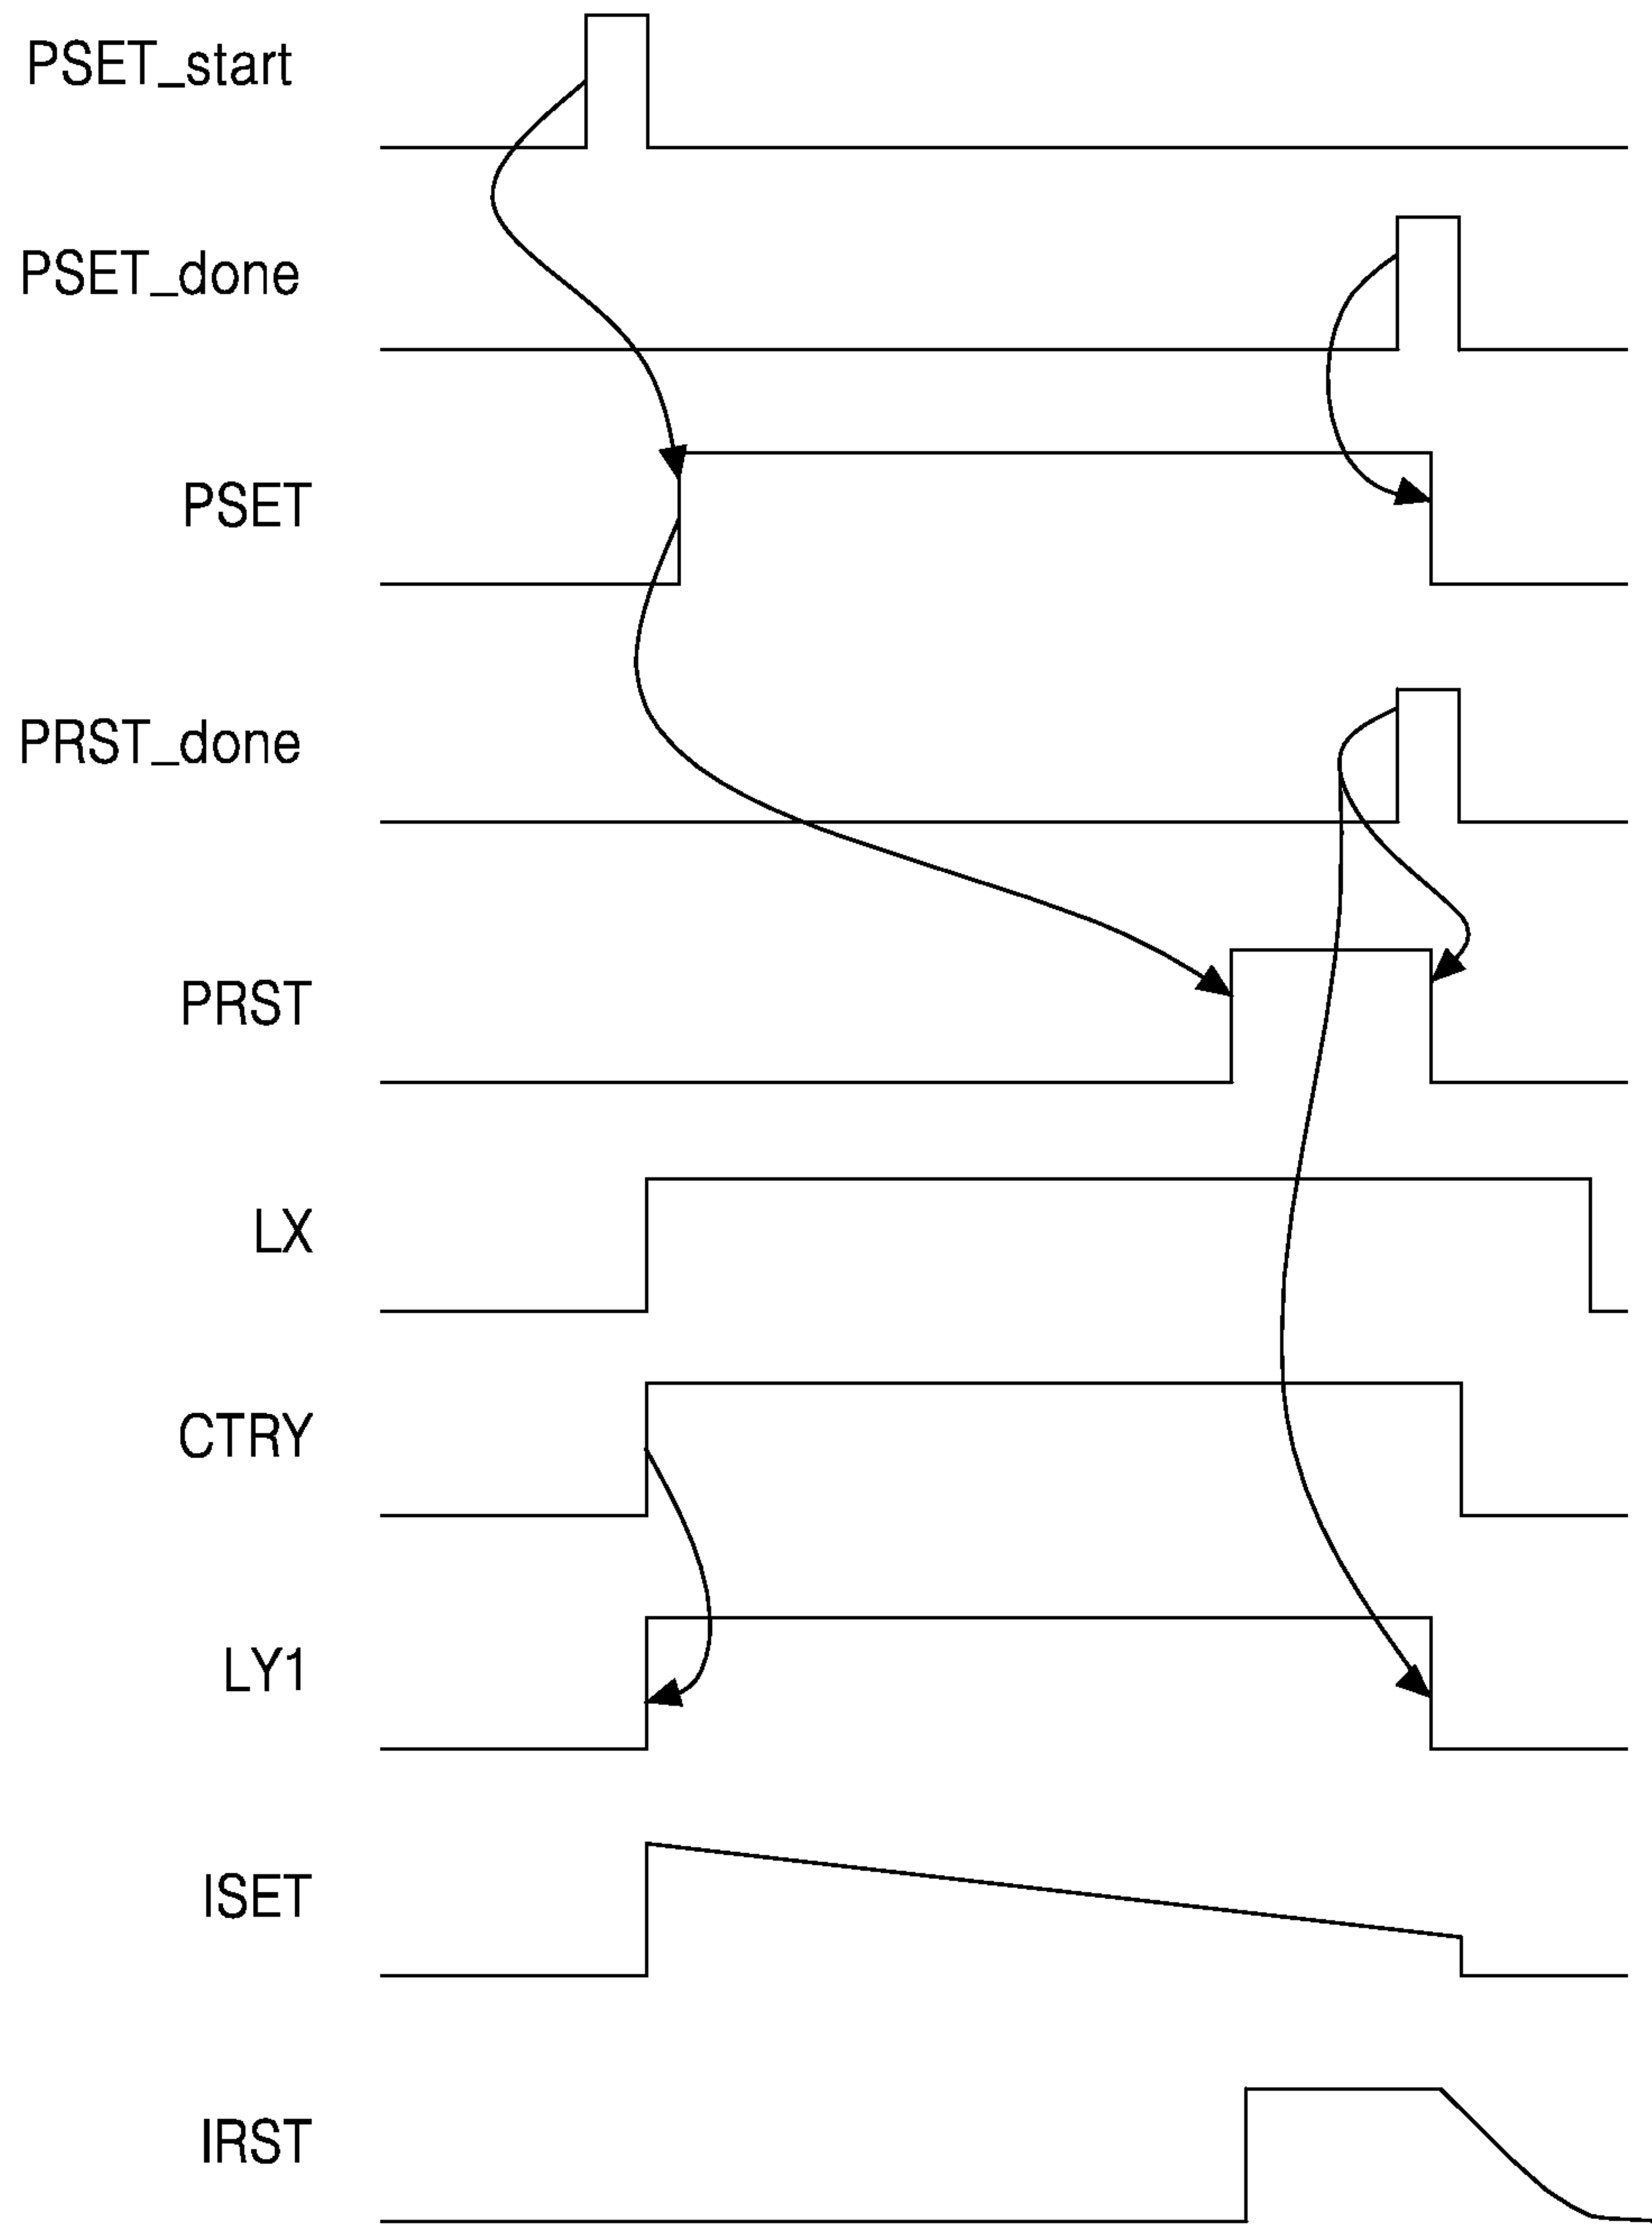 PSET_start
PSET_done
PSET
PRST_done
PRST
LX
CTRY
LY1
ISET
IRST